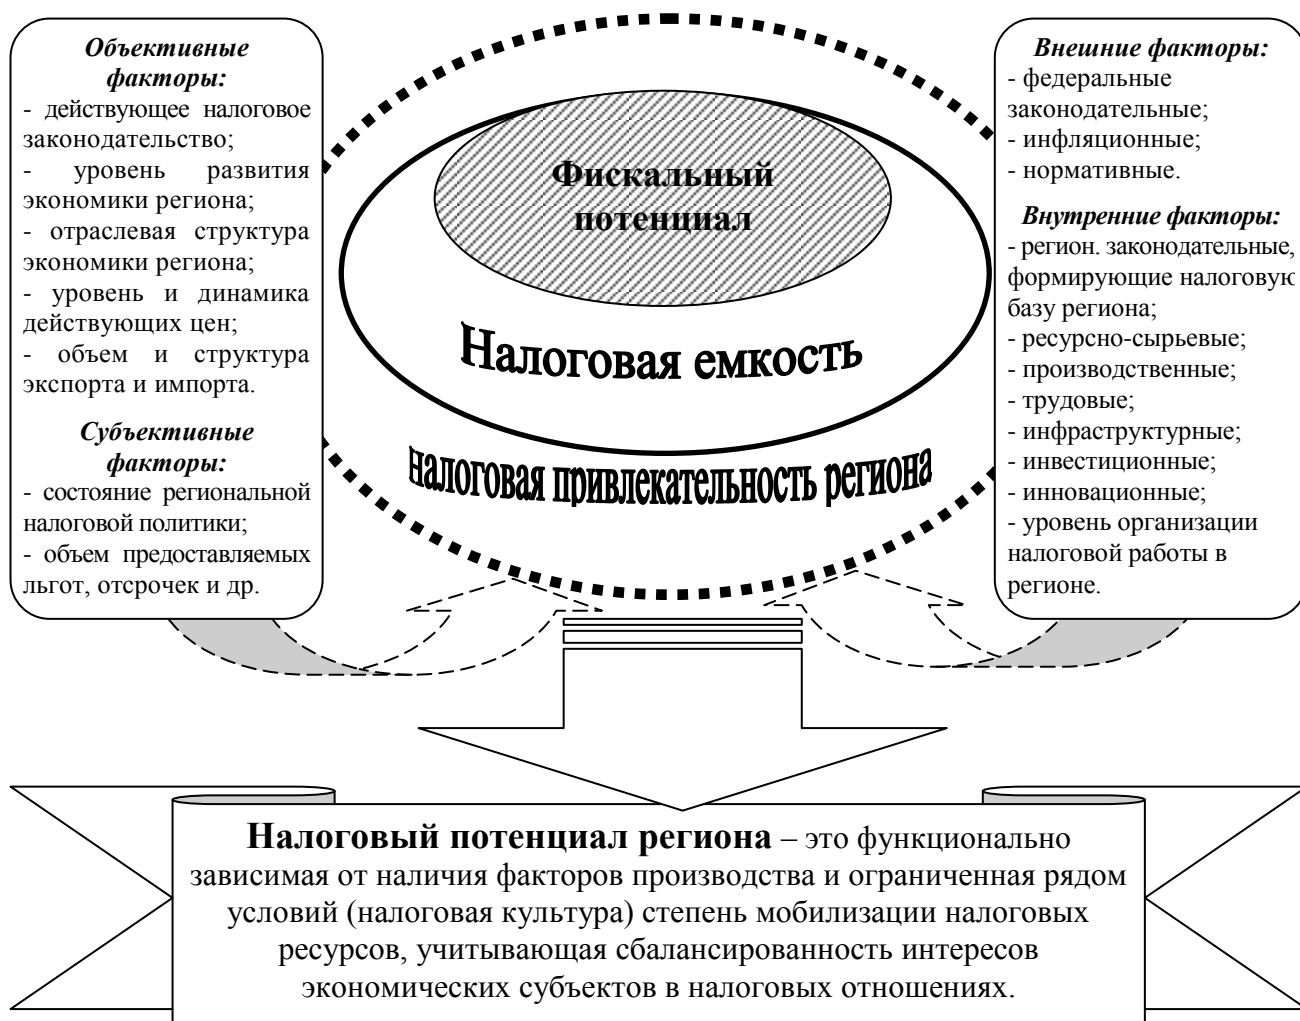 Объективные
факторы:
- действующее налоговое
законодательство;
- уровень развития
экономики региона;
- отраслевая структура
экономики региона;
- уровень и динамика
действующих цен;
- объем и структура
экспорта и импорта.
Субъективные
факторы:
- состояние региональной
налоговой политики;
- объем предоставляемых
льгот, отсрочек и др.
Фискальный
потенциал
Налоговая емкость
налоговая привлекательность региона
Внешние факторы:
- федеральные
законодательные;
- инфляционные;
- нормативные.
Внутренние факторы:
- регион. законодательные,
формирующие налоговую
базу региона;
- ресурсно-сырьевые;
- производственные;
- трудовые;
- инфраструктурные;
- инвестиционные;
- инновационные;
- уровень организации
налоговой работы в
регионе.
Налоговый потенциал региона – это функционально
зависимая от наличия факторов производства и ограниченная рядом
условий (налоговая культура) степень мобилизации налоговых
ресурсов, учитывающая сбалансированность интересов
экономических субъектов в налоговых отношениях.